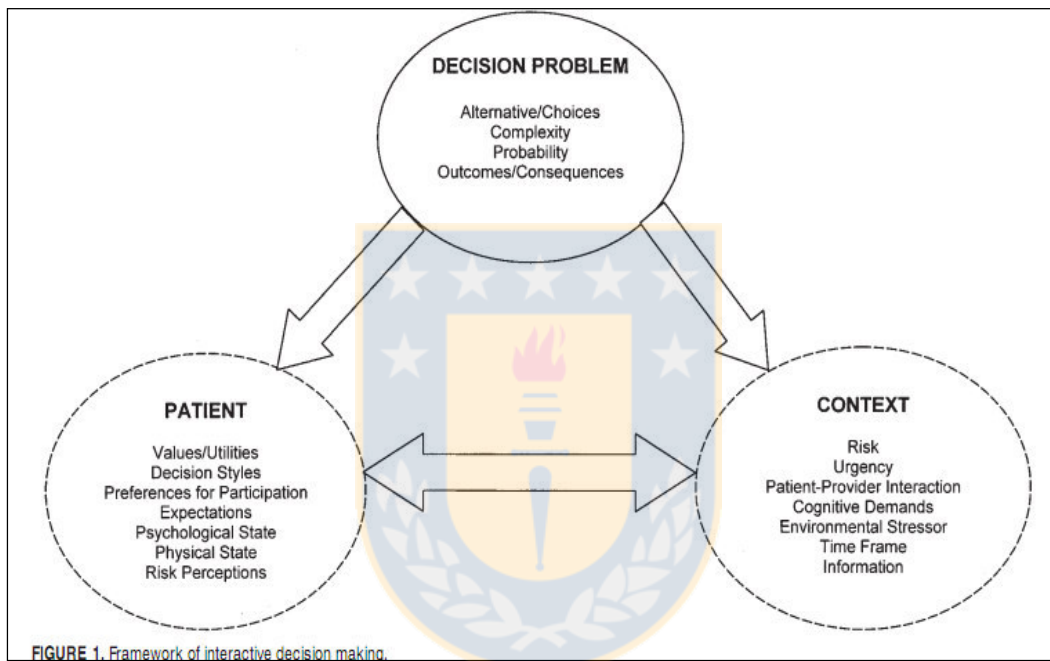 DECISION PROBLEM
Alternative/Choices
Complexity
Probability
Outcomes/Consequences
PATIENT
Values/Utilities
Decision Styles
Preferences for Participation
Expectations
Psychological State
Physical State
Risk Perceptions
CONTEXT
Risk
Urgency
Patient-Provider Interaction
Cognitive Demands
Environmental Stressor
Time Frame
Information
FIGURE 1. Framework of interactive decision making.